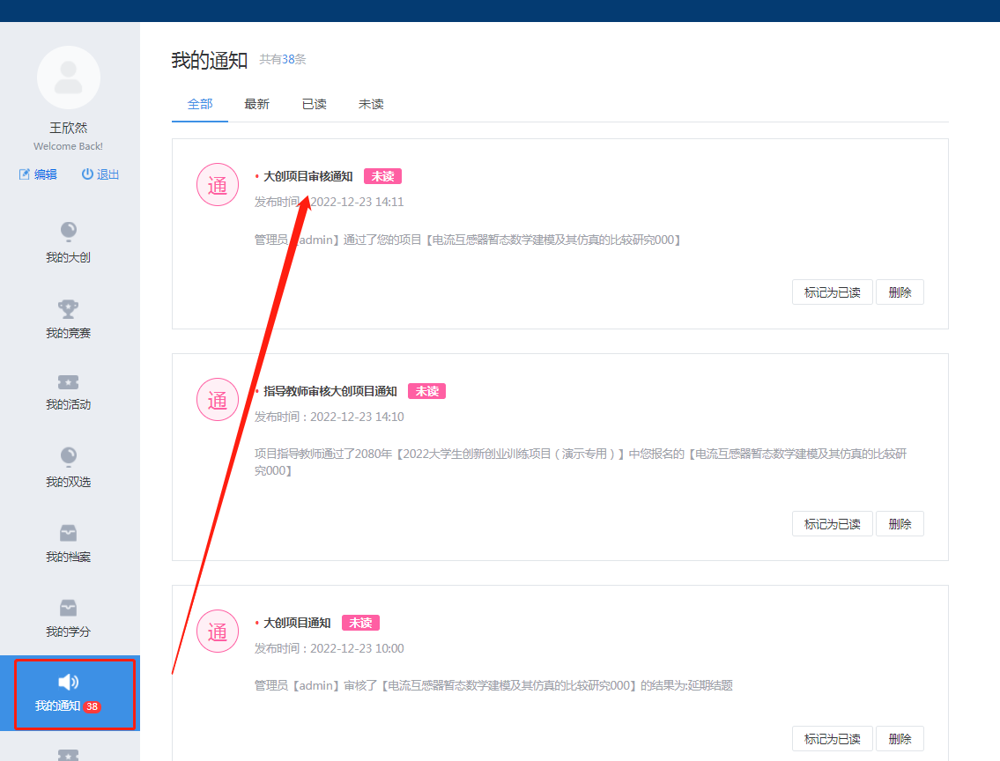 我的通知 共有38条
全部 最新 已读 未读
王欣然
Welcome Back!
编辑 退出
我的大创
我的竞赛
我的活动
我的双选
我的档案
我的学分
我的通知 38
通
• 大创项目审核通知 未读
发布时间：2022-12-23 14:11
管理员【admin】通过了您的项目【电流互感器暂态数学建模及其仿真的比较研究000】
标记为已读 删除
通
• 指导教师审核大创项目通知 未读
发布时间：2022-12-23 14:10
项目指导教师通过了2080年【2022大学生创新创业训练项目（演示专用）】中您报名的【电流互感器暂态数学建模及其仿真的比较研
究000】
标记为已读 删除
通
• 大创项目通知 未读
发布时间：2022-12-23 10:00
管理员【admin】审核了【电流互感器暂态数学建模及其仿真的比较研究000】的结果为:延期结题
标记为已读 删除